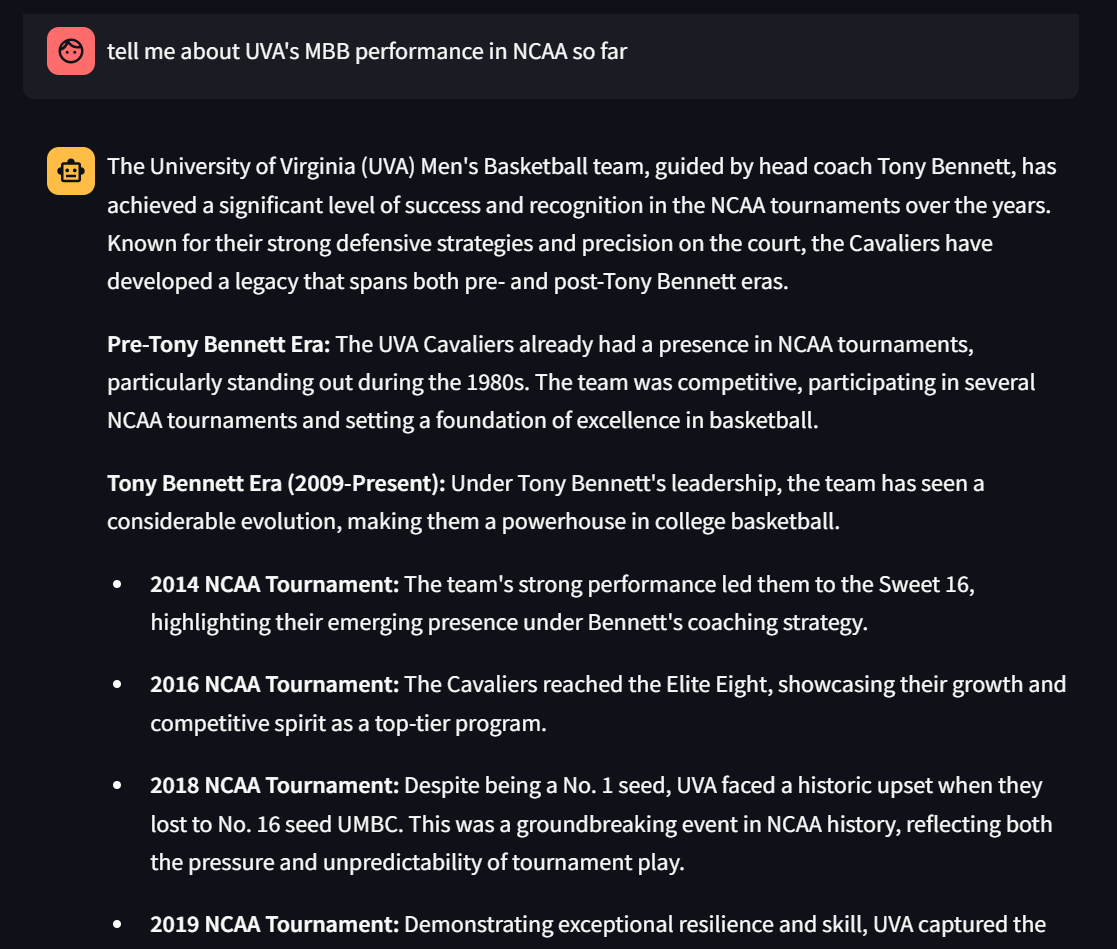 tell me about UVA's MBB performance in NCAA so far
The University of Virginia (UVA) Men's Basketball team, guided by head coach Tony Bennett, has
achieved a significant level of success and recognition in the NCAA tournaments over the years.
Known for their strong defensive strategies and precision on the court, the Cavaliers have
developed a legacy that spans both pre- and post-Tony Bennett eras.
Pre-Tony Bennett Era: The UVA Cavaliers already had a presence in NCAA tournaments,
particularly standing out during the 1980s. The team was competitive, participating in several
NCAA tournaments and setting a foundation of excellence in basketball.
Tony Bennett Era (2009-Present): Under Tony Bennett's leadership, the team has seen a
considerable evolution, making them a powerhouse in college basketball.
• 2014 NCAA Tournament: The team's strong performance led them to the Sweet 16,
highlighting their emerging presence under Bennett's coaching strategy.
• 2016 NCAA Tournament: The Cavaliers reached the Elite Eight, showcasing their growth and
competitive spirit as a top-tier program.
• 2018 NCAA Tournament: Despite being a No. 1 seed, UVA faced a historic upset when they
lost to No. 16 seed UMBC. This was a groundbreaking event in NCAA history, reflecting both
the pressure and unpredictability of tournament play.
• 2019 NCAA Tournament: Demonstrating exceptional resilience and skill, UVA captured the